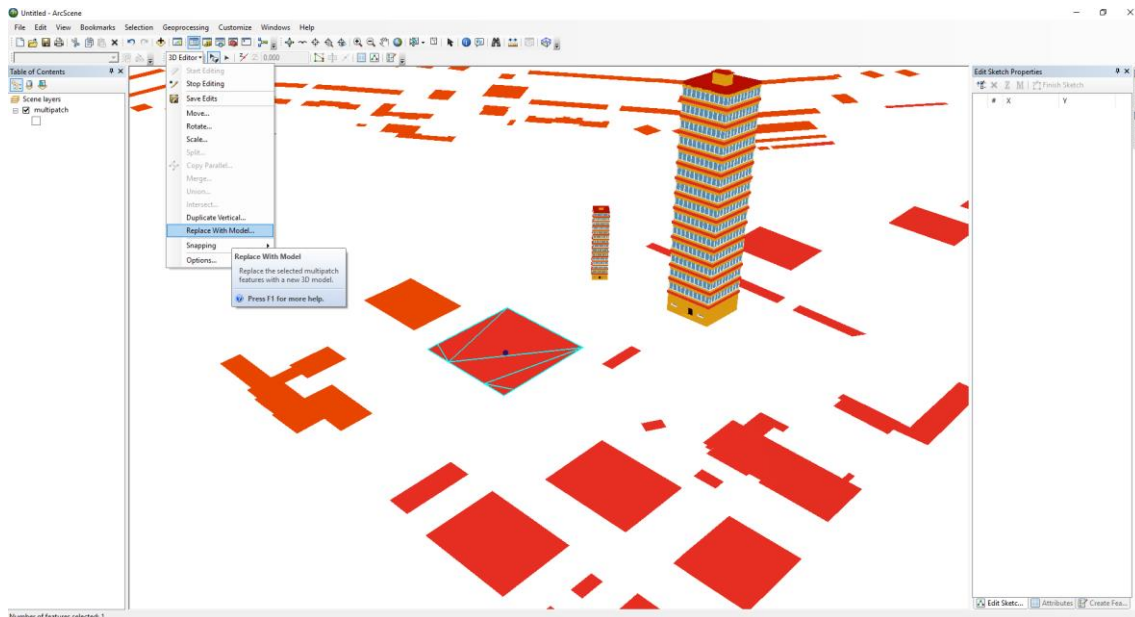 Untitled - ArcScene
File Edit View Bookmarks Selection Geoprocessing Customize Windows Help
3D Editor 0.000
Table of Contents
Scene layers
multipatch
Start Editing
Stop Editing
Save Edits
Move...
Rotate...
Scale...
Split...
Copy Parallel...
Merge...
Union...
Intersect...
Duplicate Vertical...
Replace With Model...
Snapping
Options...
Replace With Model
Replace the selected multipatch
features with a new 3D model.
Press F1 for more help.
Edit Sketch Properties
Finish Sketch
# X Y
Edit Sketc... Attributes Create Fea...
Number of features selected: 1